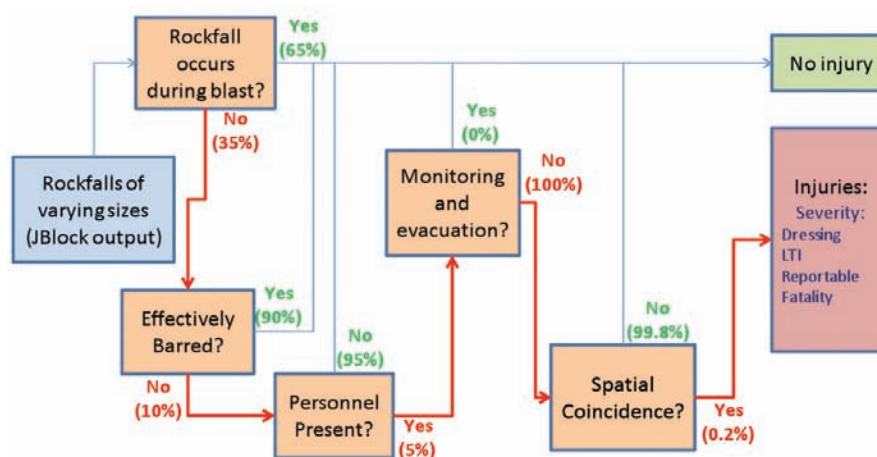 Rockfall
occurs
during blast?
Yes
(65%)
No injury
No
(35%)
Rockfalls of
varying sizes
(JBlock output)
Yes
(0%)
Monitoring
and
evacuation?
No
(100%)
Injuries:
Severity:
Dressing
LTI
Reportable
Fatality
Effectively
Barred?
Yes
(90%)
No
(10%)
No
(95%)
Personnel
Present?
Yes
(5%)
No
(99.8%)
Spatial
Coincidence?
Yes
(0.2%)